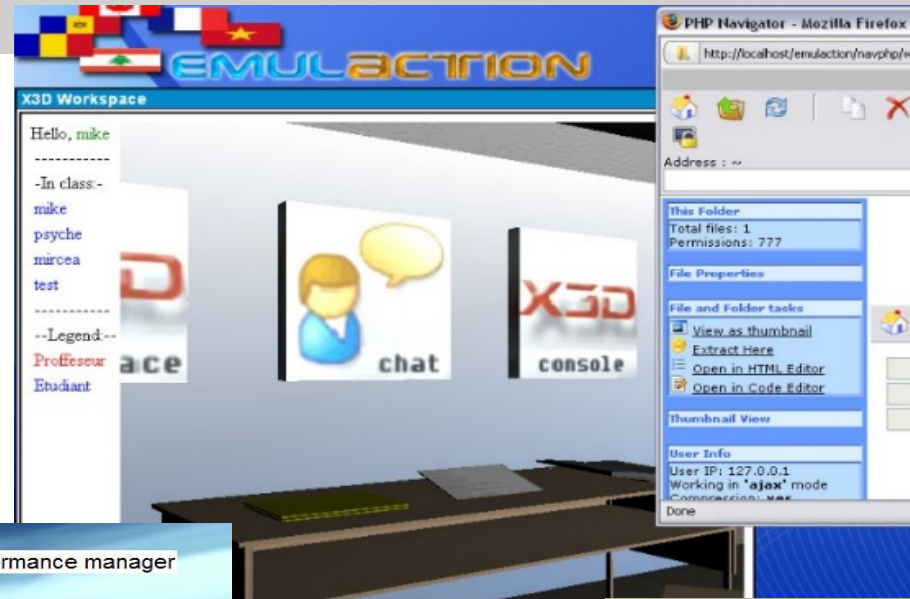 EMULACTION
X3D Workspace
Hello, mike
-----------
-In class:-
mike
psyche
mircea
test
-----------
--Legend:--
Proffeseur
Etudiant
D
ace
chat
X3D
console
PHP Navigator - Mozilla Firefox
http://localhost/emulaction/navphp/
Address : ~
This Folder
Total files: 1
Permissions: 777
File Properties
File and Folder tasks
View as thumbnail
Extract Here
Open in HTML Editor
Open in Code Editor
Thumbnail View
User Info
User IP: 127.0.0.1
Working in 'ajax' mode
Compression: yes
Done
rmance manager